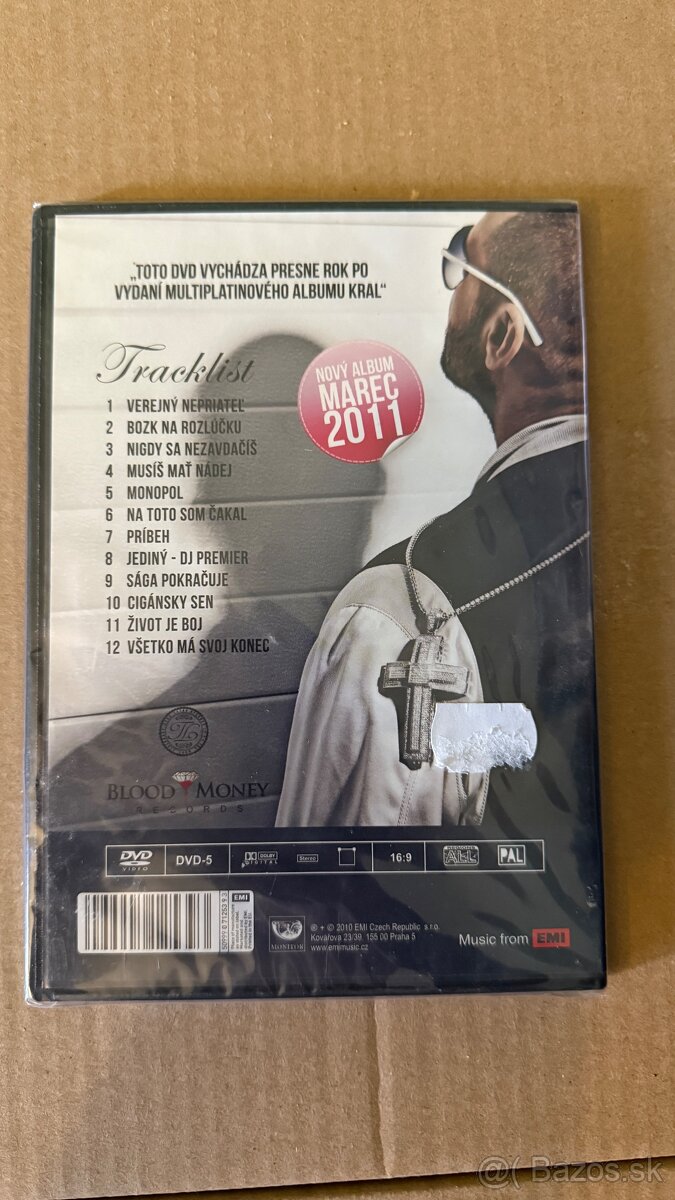 „TOTO DVD VYCHÁDZA PRESNE ROK PO
VYDANÍ MULTIPLATINOVÉHO ALBUMU KRAL“
Tracklist
NOVÝ ALBUM
MAREC
2011
1 VEREJNÝ NEPRIATEĽ
2 BOZK NA ROZLÚČKU
3 NIGDY SA NEZAVDAČÍŠ
4 MUSÍŠ MAŤ NÁDEJ
5 MONOPOL
6 NA TOTO SOM ČAKAL
7 PRÍBEH
8 JEDINÝ - DJ PREMIER
9 SÁGA POKRAČUJE
10 CIGÁNSKY SEN
11 ŽIVOT JE BOJ
12 VŠETKO MÁ SVOJ KONEC
BLOOD MONEY
RECORDS
DVD
VIDEO
DVD-5
DOLBY
DIGITAL
Stereo
16:9
REGIONS
ALL
PAL
EMI
MONITOR
℗ + © 2010 EMI Czech Republic s.r.o.
Kovářova 23/39, 155 00 Praha 5
www.emimusic.cz
Music from EMI
@( Bazos.sk